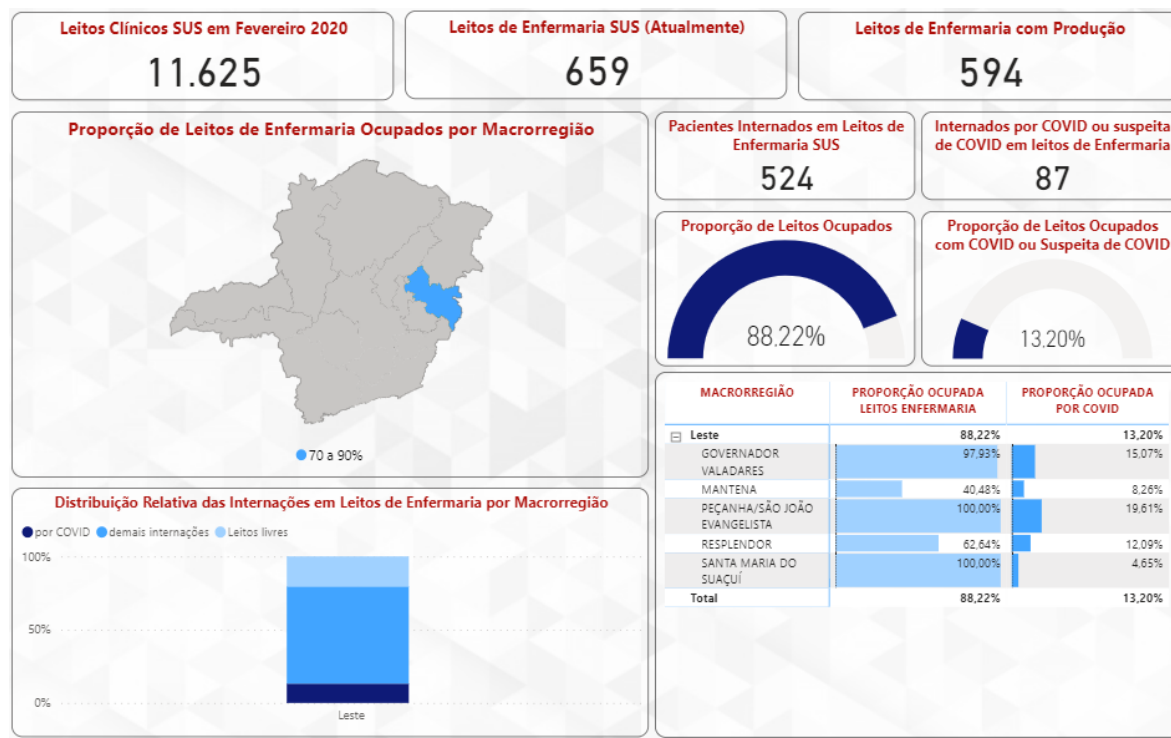 Leitos Clínicos SUS em Fevereiro 2020
11.625
Leitos de Enfermaria SUS (Atualmente)
659
Leitos de Enfermaria com Produção
594
Proporção de Leitos de Enfermaria Ocupados por Macrorregião
70 a 90%
Pacientes Internados em Leitos de
Enfermaria SUS
524
Internados por COVID ou suspeita
de COVID em leitos de Enfermaria
87
Proporção de Leitos Ocupados
88,22%
Proporção de Leitos Ocupados
com COVID ou Suspeita de COVID
13,20%
Distribuição Relativa das Internações em Leitos de Enfermaria por Macrorregião
por COVID demais internações Leitos livres
100%
50%
0%
Leste
MACRORREGIÃO PROPORÇÃO OCUPADA LEITOS ENFERMARIA PROPORÇÃO OCUPADA POR COVID
Leste 88,22% 13,20%
GOVERNADOR VALADARES 97,93% 15,07%
MANTENA 40,48% 8,26%
PEÇANHA/SÃO JOÃO EVANGELISTA 100,00% 19,61%
RESPLENDOR 62,64% 12,09%
SANTA MARIA DO SUAÇUÍ 100,00% 4,65%
Total 88,22% 13,20%